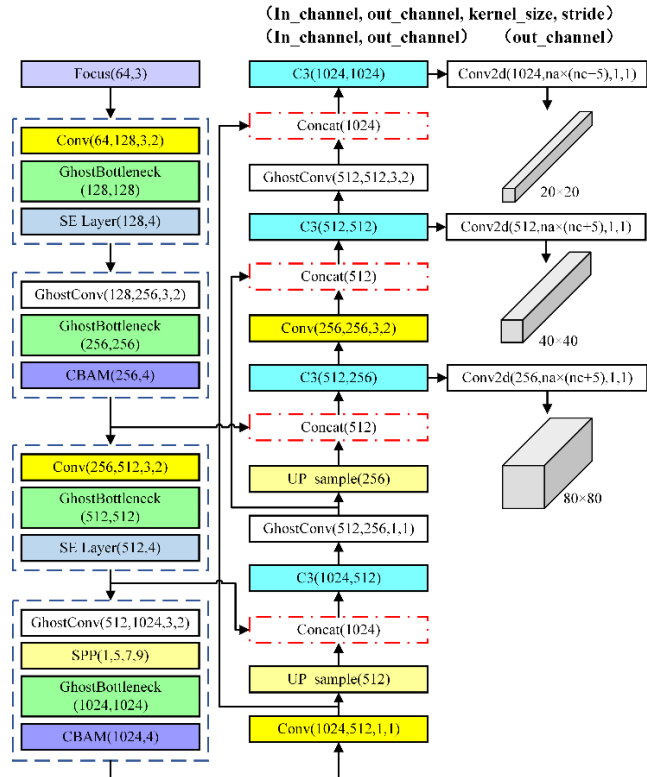 (In_channel, out_channel, kernel_size, stride)
(In_channel, out_channel) (out_channel)
Focus(64,3)
Conv(64,128,3,2)
GhostBottleneck
(128,128)
SE Layer(128,4)
GhostConv(128,256,3,2)
GhostBottleneck
(256,256)
CBAM(256,4)
Conv(256,512,3,2)
GhostBottleneck
(512,512)
SE Layer(512,4)
GhostConv(512,1024,3,2)
SPP(1,5,7,9)
GhostBottleneck
(1024,1024)
CBAM(1024,4)
C3(1024,1024)
Concat(1024)
GhostConv(512,512,3,2)
C3(512,512)
Concat(512)
Conv(256,256,3,2)
C3(512,256)
Concat(512)
UP_sample(256)
GhostConv(512,256,1,1)
C3(1024,512)
Concat(1024)
UP_sample(512)
Conv(1024,512,1,1)
Conv2d(1024,na×(nc+5),1,1)
20×20
Conv2d(512,na×(nc+5),1,1)
40×40
Conv2d(256,na×(nc+5),1,1)
80×80